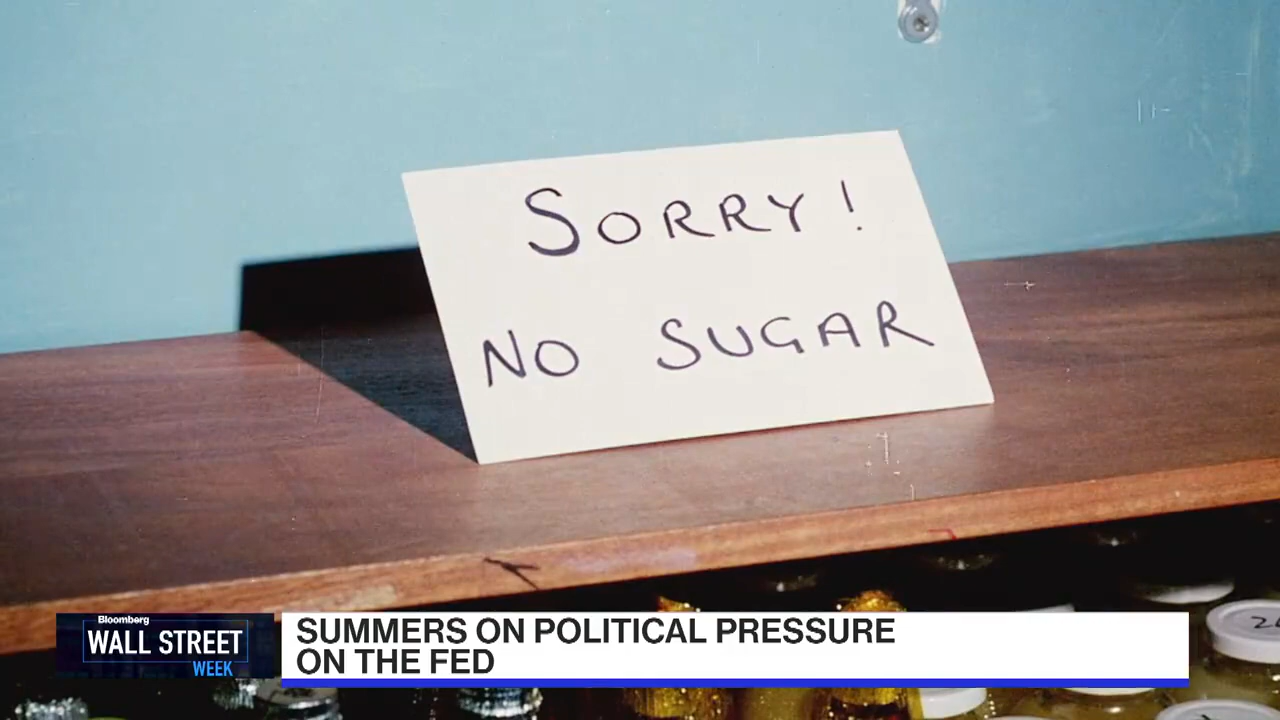 SORRY!
NO SUGAR
Bloomberg
WALL STREET
WEEK
SUMMERS ON POLITICAL PRESSURE
ON THE FED